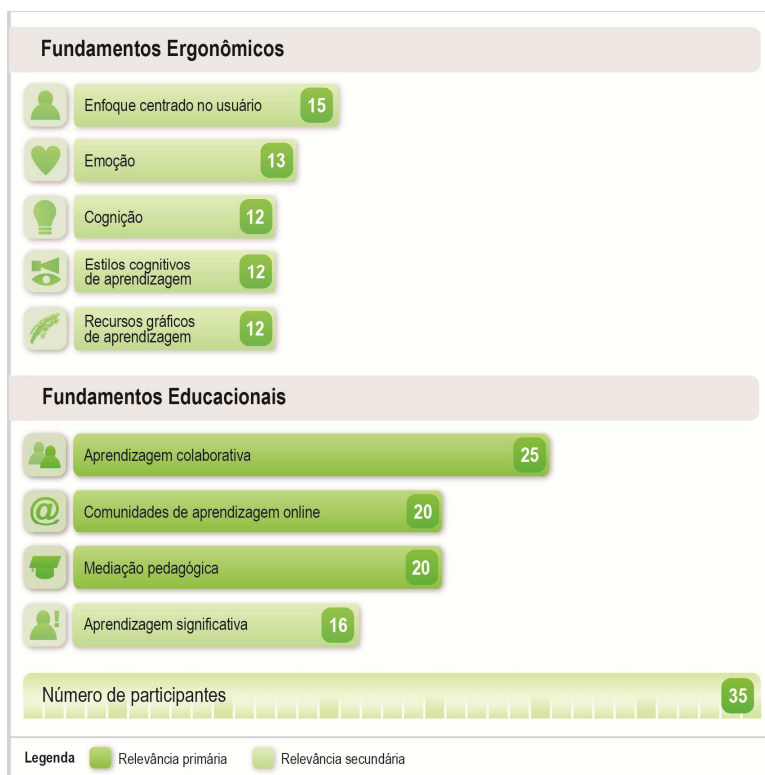 Fundamentos Ergonômicos
Enfoque centrado no usuário 15
Emoção 13
Cognição 12
Estilos cognitivos
de aprendizagem 12
Recursos gráficos
de aprendizagem 12
Fundamentos Educacionais
Aprendizagem colaborativa 25
@ Comunidades de aprendizagem online 20
Mediação pedagógica 20
! Aprendizagem significativa 16
Número de participantes 35
Legenda Relevância primária Relevância secundária